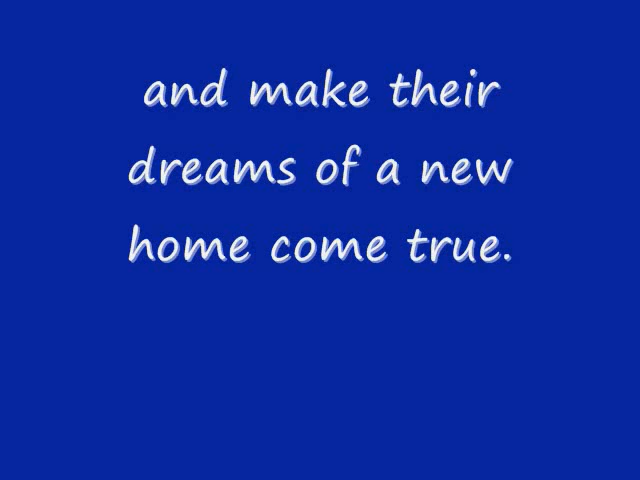 and make their
dreams of a new
home come true.